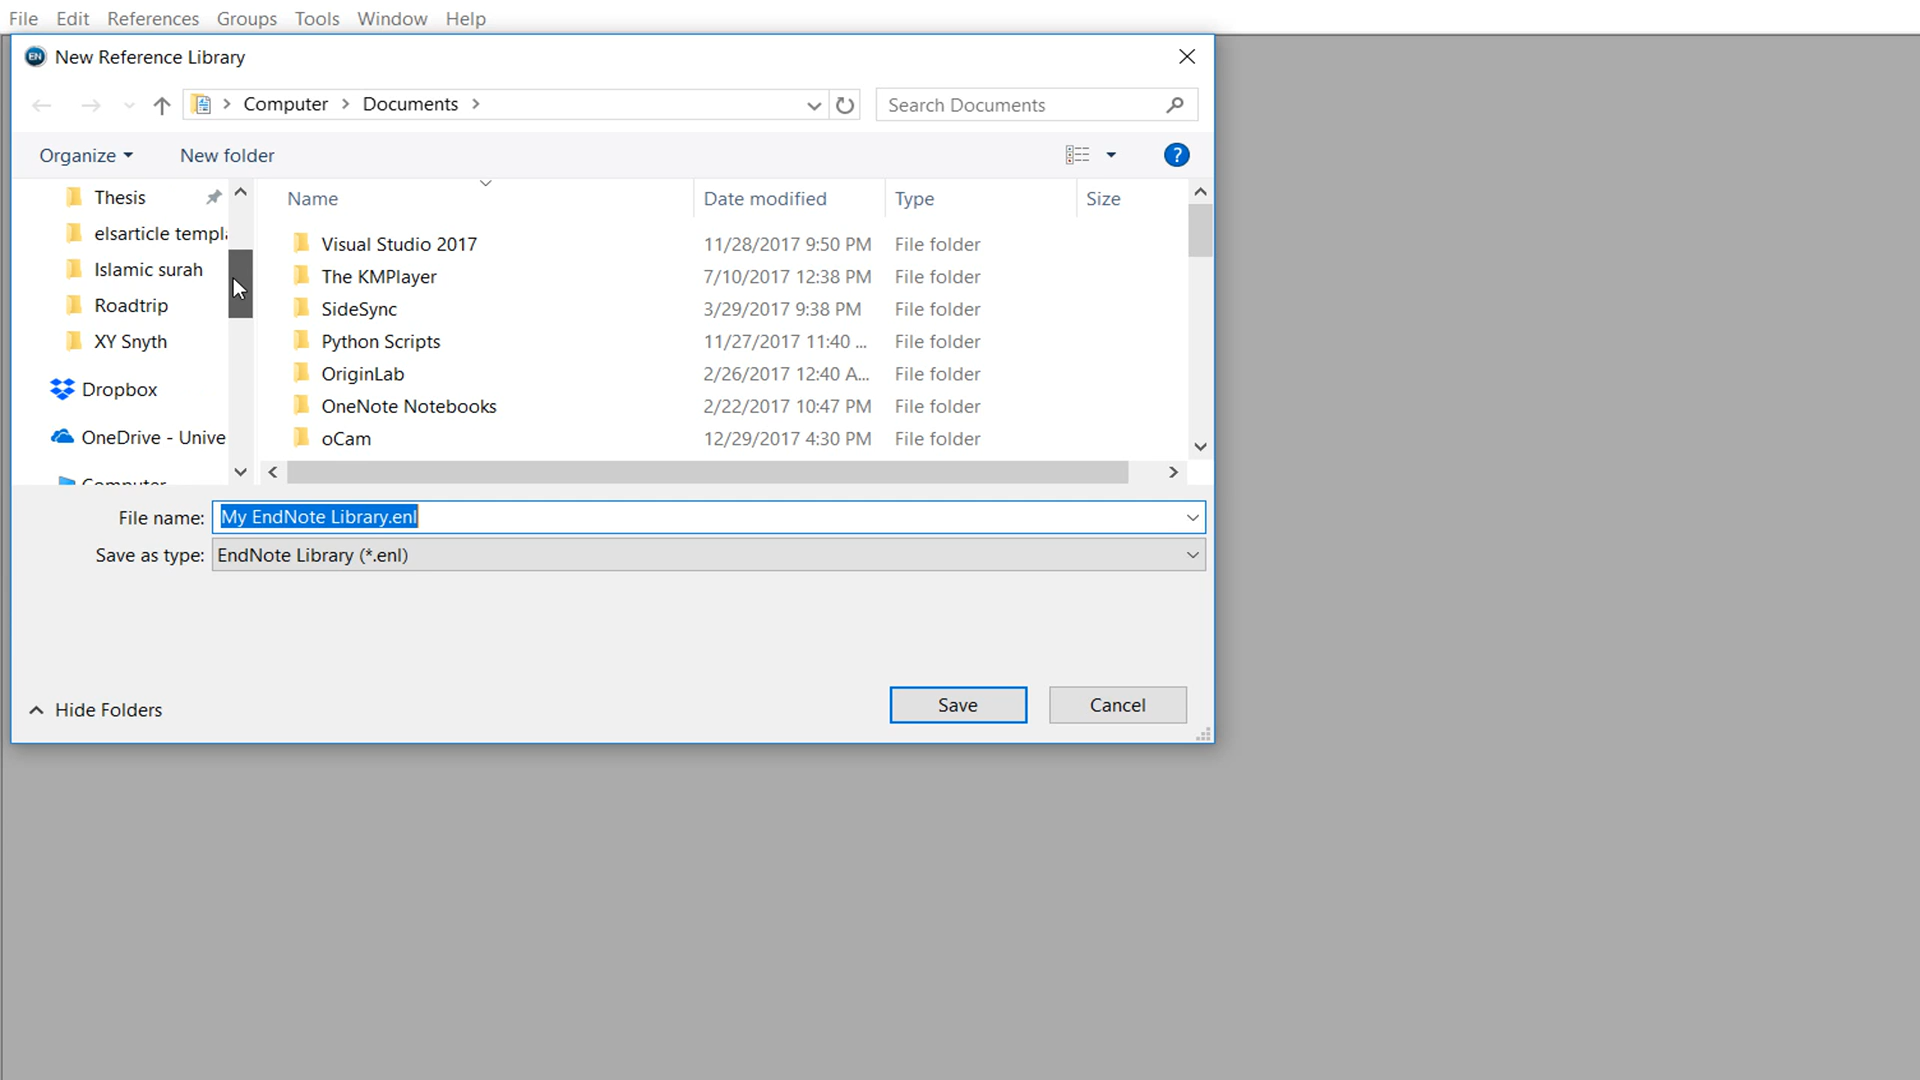 File Edit References Groups Tools Window Help
EN New Reference Library
Computer Documents
Search Documents
Organize New folder
?
Thesis
elsarticle templ
Islamic surah
Roadtrip
XY Snyth
Dropbox
OneDrive - Unive
Computer
Name Date modified Type Size
Visual Studio 2017 11/28/2017 9:50 PM File folder
The KMPlayer 7/10/2017 12:38 PM File folder
SideSync 3/29/2017 9:38 PM File folder
Python Scripts 11/27/2017 11:40 ... File folder
OriginLab 2/26/2017 12:40 A... File folder
OneNote Notebooks 2/22/2017 10:47 PM File folder
oCam 12/29/2017 4:30 PM File folder
File name: My EndNote Library.enl
Save as type: EndNote Library (*.enl)
Hide Folders
Save Cancel